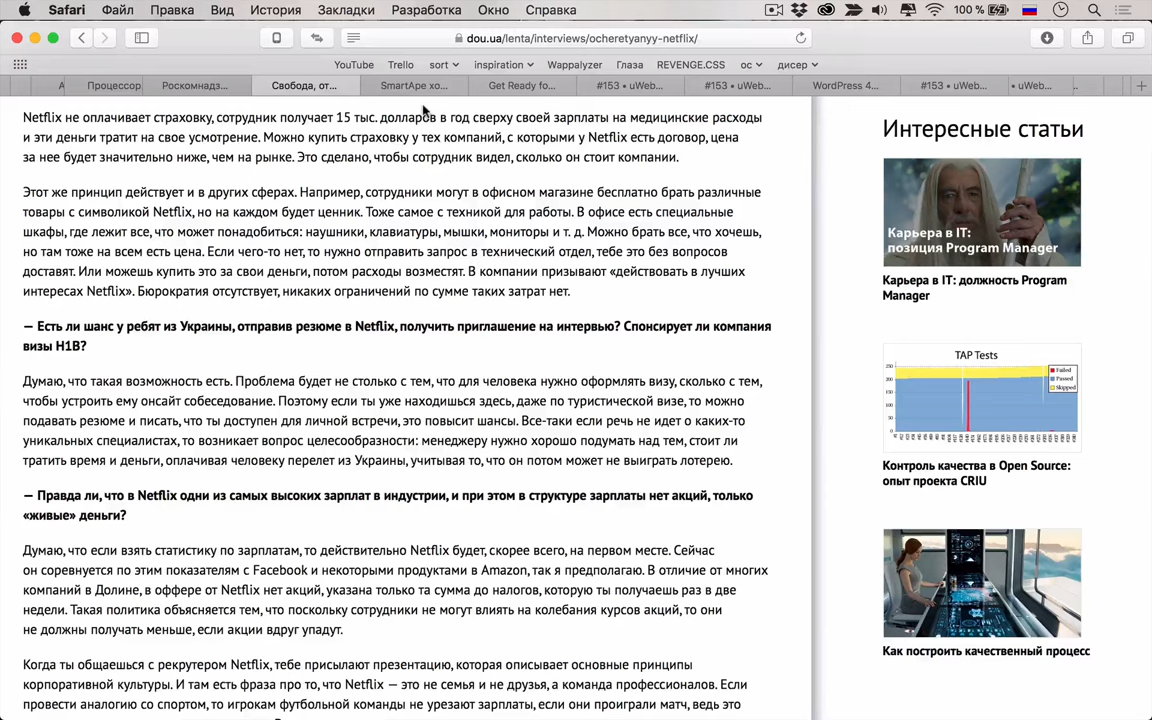 Safari Файл Правка Вид История Закладки Разработка Окно Справка 100 %
dou.ua/lenta/interviews/ocheretyanyy-netflix/
YouTube Trello sort inspiration Wappalyzer Глаза REVENGE.CSS ос дисер
А Процессор Роскомнадз... Свобода, от... SmartApe хо... Get Ready fo... #153 • uWeb... #153 • uWeb... WordPress 4... #153 • uWeb... • uWeb...
Netflix не оплачивает страховку, сотрудник получает 15 тыс. долларов в год сверху своей зарплаты на медицинские расходы
и эти деньги тратит на свое усмотрение. Можно купить страховку у тех компаний, с которыми у Netflix есть договор, цена
за нее будет значительно ниже, чем на рынке. Это сделано, чтобы сотрудник видел, сколько он стоит компании.
Этот же принцип действует и в других сферах. Например, сотрудники могут в офисном магазине бесплатно брать различные
товары с символикой Netflix, но на каждом будет ценник. Тоже самое с техникой для работы. В офисе есть специальные
шкафы, где лежит все, что может понадобиться: наушники, клавиатуры, мышки, мониторы и т. д. Можно брать все, что хочешь,
но там тоже на всем есть цена. Если чего-то нет, то нужно отправить запрос в технический отдел, тебе это без вопросов
доставят. Или можешь купить это за свои деньги, потом расходы возместят. В компании призывают «действовать в лучших
интересах Netflix». Бюрократия отсутствует, никаких ограничений по сумме таких затрат нет.
— Есть ли шанс у ребят из Украины, отправив резюме в Netflix, получить приглашение на интервью? Спонсирует ли компания
визы H1B?
Думаю, что такая возможность есть. Проблема будет не столько с тем, что для человека нужно оформлять визу, сколько с тем,
чтобы устроить ему онсайт собеседование. Поэтому если ты уже находишься здесь, даже по туристической визе, то можно
подавать резюме и писать, что ты доступен для личной встречи, это повысит шансы. Все-таки если речь не идет о каких-то
уникальных специалистах, то возникает вопрос целесообразности: менеджеру нужно хорошо подумать над тем, стоит ли
тратить время и деньги, оплачивая человеку перелет из Украины, учитывая то, что он потом может не выиграть лотерею.
— Правда ли, что в Netflix одни из самых высоких зарплат в индустрии, и при этом в структуре зарплаты нет акций, только
«живые» деньги?
Думаю, что если взять статистику по зарплатам, то действительно Netflix будет, скорее всего, на первом месте. Сейчас
он соревнуется по этим показателям с Facebook и некоторыми продуктами в Amazon, так я предполагаю. В отличие от многих
компаний в Долине, в оффере от Netflix нет акций, указана только та сумма до налогов, которую ты получаешь раз в две
недели. Такая политика объясняется тем, что поскольку сотрудники не могут влиять на колебания курсов акций, то они
не должны получать меньше, если акции вдруг упадут.
Когда ты общаешься с рекрутером Netflix, тебе присылают презентацию, которая описывает основные принципы
корпоративной культуры. И там есть фраза про то, что Netflix — это не семья и не друзья, а команда профессионалов. Если
провести аналогию со спортом, то игрокам футбольной команды не урезают зарплаты, если они проиграли матч, ведь это
Интересные статьи
Карьера в IT:
позиция Program Manager
Карьера в IT: должность Program
Manager
TAP Tests
Failed
Passed
Skipped
250
200
150
100
50
0
Контроль качества в Open Source:
опыт проекта CRIU
Как построить качественный процесс